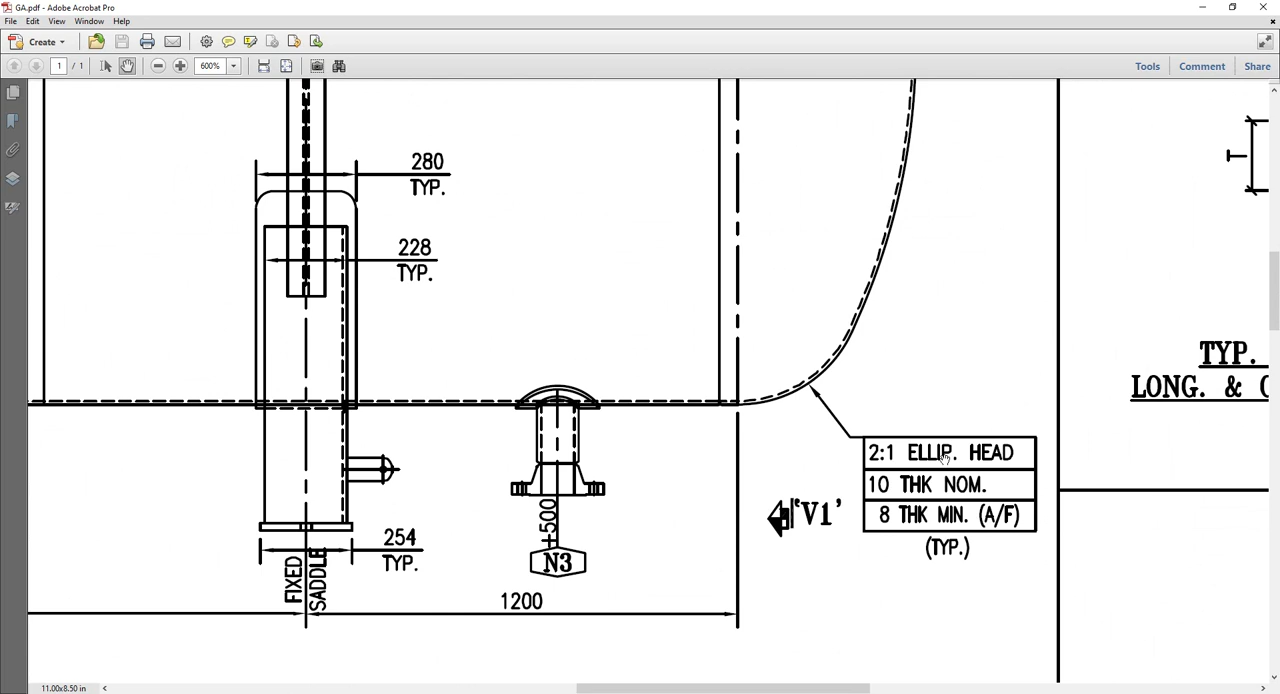 GA.pdf - Adobe Acrobat Pro
File Edit View Window Help
Create
1 / 1 600% Tools Comment Share
280
TYP.
228
TYP.
T
TYP.
LONG. & C
2:1 ELLIP. HEAD
10 THK NOM.
8 THK MIN. (A/F)
(TYP.)
'V1'
+500
N3
254
TYP.
FIXED
SADDLE
1200
11.00x8.50 in